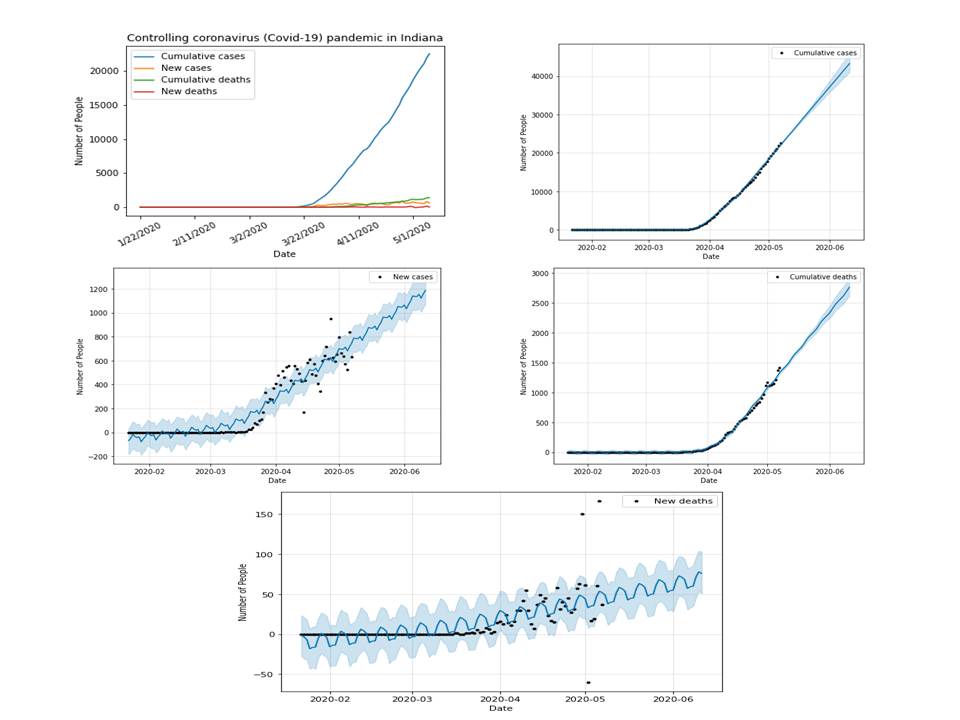 Controlling coronavirus (Covid-19) pandemic in Indiana
Cumulative cases
New cases
Cumulative deaths
New deaths
20000
15000
10000
5000
0
Number of People
1/22/2020 2/11/2020 3/2/2020 3/22/2020 4/11/2020 5/1/2020
Date
Cumulative cases
40000
30000
20000
10000
0
Number of People
2020-02 2020-03 2020-04 2020-05 2020-06
Date
New cases
1200
1000
800
600
400
200
0
−200
Number of People
2020-02 2020-03 2020-04 2020-05 2020-06
Date
Cumulative deaths
3000
2500
2000
1500
1000
500
0
Number of People
2020-02 2020-03 2020-04 2020-05 2020-06
Date
New deaths
150
100
50
0
−50
Number of People
2020-02 2020-03 2020-04 2020-05 2020-06
Date